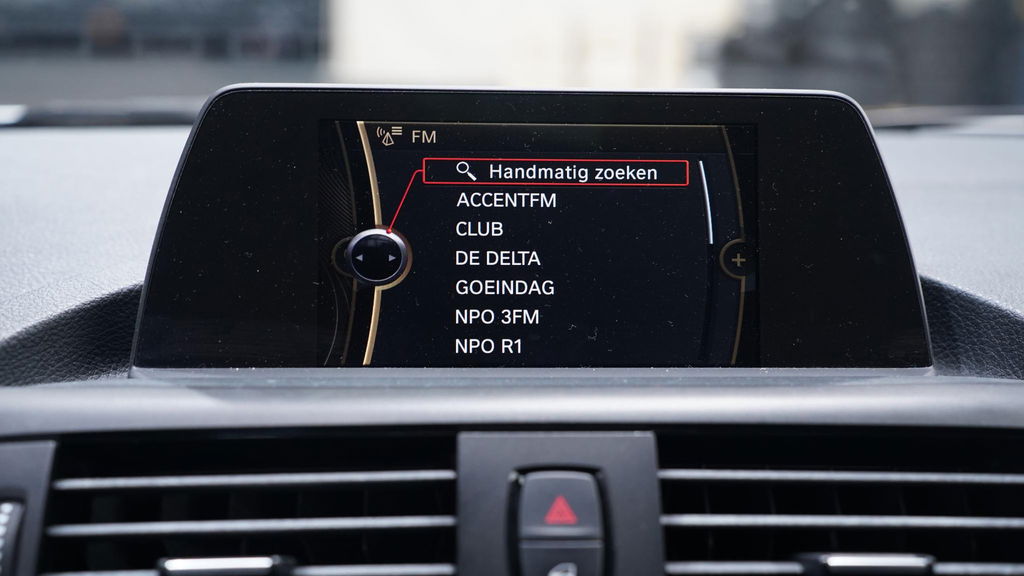 FM
Handmatig zoeken
ACCENTFM
CLUB
DE DELTA
GOEINDAG
NPO 3FM
NPO R1